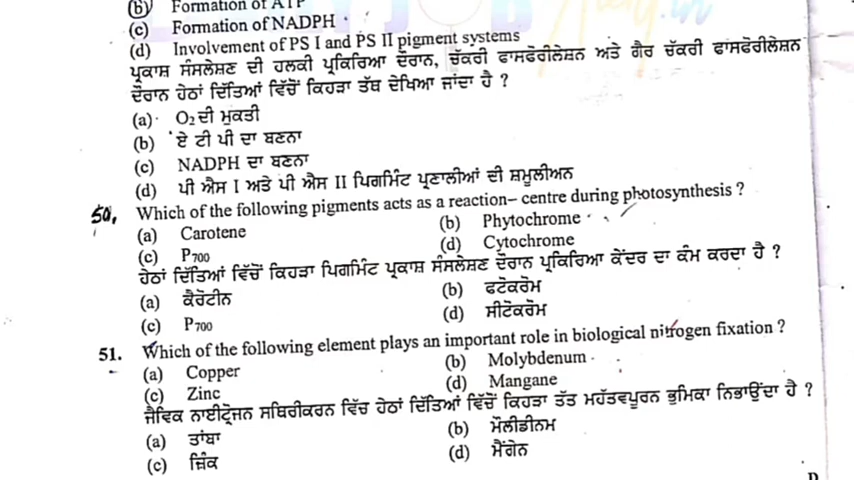 (b) Formation of ATP
(c) Formation of NADPH
(d) Involvement of PS I and PS II pigment systems
ਪ੍ਰਕਾਸ਼ ਸੰਸਲੇਸ਼ਣ ਦੀ ਹਲਕੀ ਪ੍ਰਕਿਰਿਆ ਦੌਰਾਨ, ਚੱਕਰੀ ਫਾਸਫੋਰੀਲੇਸ਼ਨ ਅਤੇ ਗੈਰ ਚੱਕਰੀ ਫਾਸਫੋਰੀਲੇਸ਼ਨ
ਦੌਰਾਨ ਹੇਠਾਂ ਦਿੱਤਿਆਂ ਵਿੱਚੋਂ ਕਿਹੜਾ ਤੱਥ ਦੇਖਿਆ ਜਾਂਦਾ ਹੈ ?
(a) O₂ ਦੀ ਮੁਕਤੀ
(b) ਏ ਟੀ ਪੀ ਦਾ ਬਣਨਾ
(c) NADPH ਦਾ ਬਣਨਾ
(d) ਪੀ ਐਸ I ਅਤੇ ਪੀ ਐਸ II ਪਿਗਮਿੰਟ ਪ੍ਰਣਾਲੀਆਂ ਦੀ ਸ਼ਮੂਲੀਅਨ
50. Which of the following pigments acts as a reaction– centre during photosynthesis ?
(a) Carotene (b) Phytochrome
(c) P₇₀₀ (d) Cytochrome
ਹੇਠਾਂ ਦਿੱਤਿਆਂ ਵਿੱਚੋਂ ਕਿਹੜਾ ਪਿਗਮਿੰਟ ਪ੍ਰਕਾਸ਼ ਸੰਸਲੇਸ਼ਣ ਦੌਰਾਨ ਪ੍ਰਕਿਰਿਆ ਕੇਂਦਰ ਦਾ ਕੰਮ ਕਰਦਾ ਹੈ ?
(a) ਕੈਰੋਟੀਨ (b) ਫਟੋਕਰੋਮ
(c) P₇₀₀ (d) ਸੀਟੋਕਰੋਮ
51. Which of the following element plays an important role in biological nitrogen fixation ?
(a) Copper (b) Molybdenum
(c) Zinc (d) Mangane
ਜੈਵਿਕ ਨਾਈਟ੍ਰੋਜਨ ਸਥਿਰੀਕਰਨ ਵਿੱਚ ਹੇਠਾਂ ਦਿੱਤਿਆਂ ਵਿੱਚੋਂ ਕਿਹੜਾ ਤੱਤ ਮਹੱਤਵਪੂਰਨ ਭੂਮਿਕਾ ਨਿਭਾਉਂਦਾ ਹੈ ?
(a) ਤਾਂਬਾ (b) ਮੌਲੀਡੀਨਮ
(c) ਜ਼ਿੰਕ (d) ਮੈਂਗੇਨ